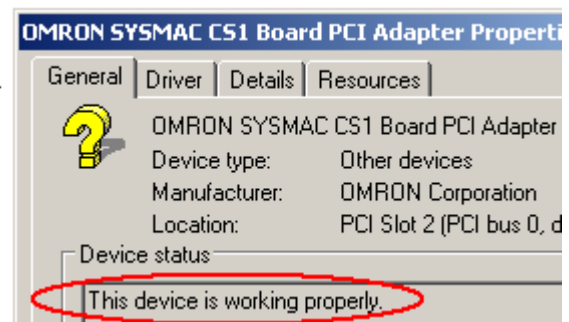 OMRON SYSMAC CS1 Board PCI Adapter Properti
General Driver Details Resources
OMRON SYSMAC CS1 Board PCI Adapter
Device type: Other devices
Manufacturer: OMRON Corporation
Location: PCI Slot 2 (PCI bus 0, d
Device status
This device is working properly.